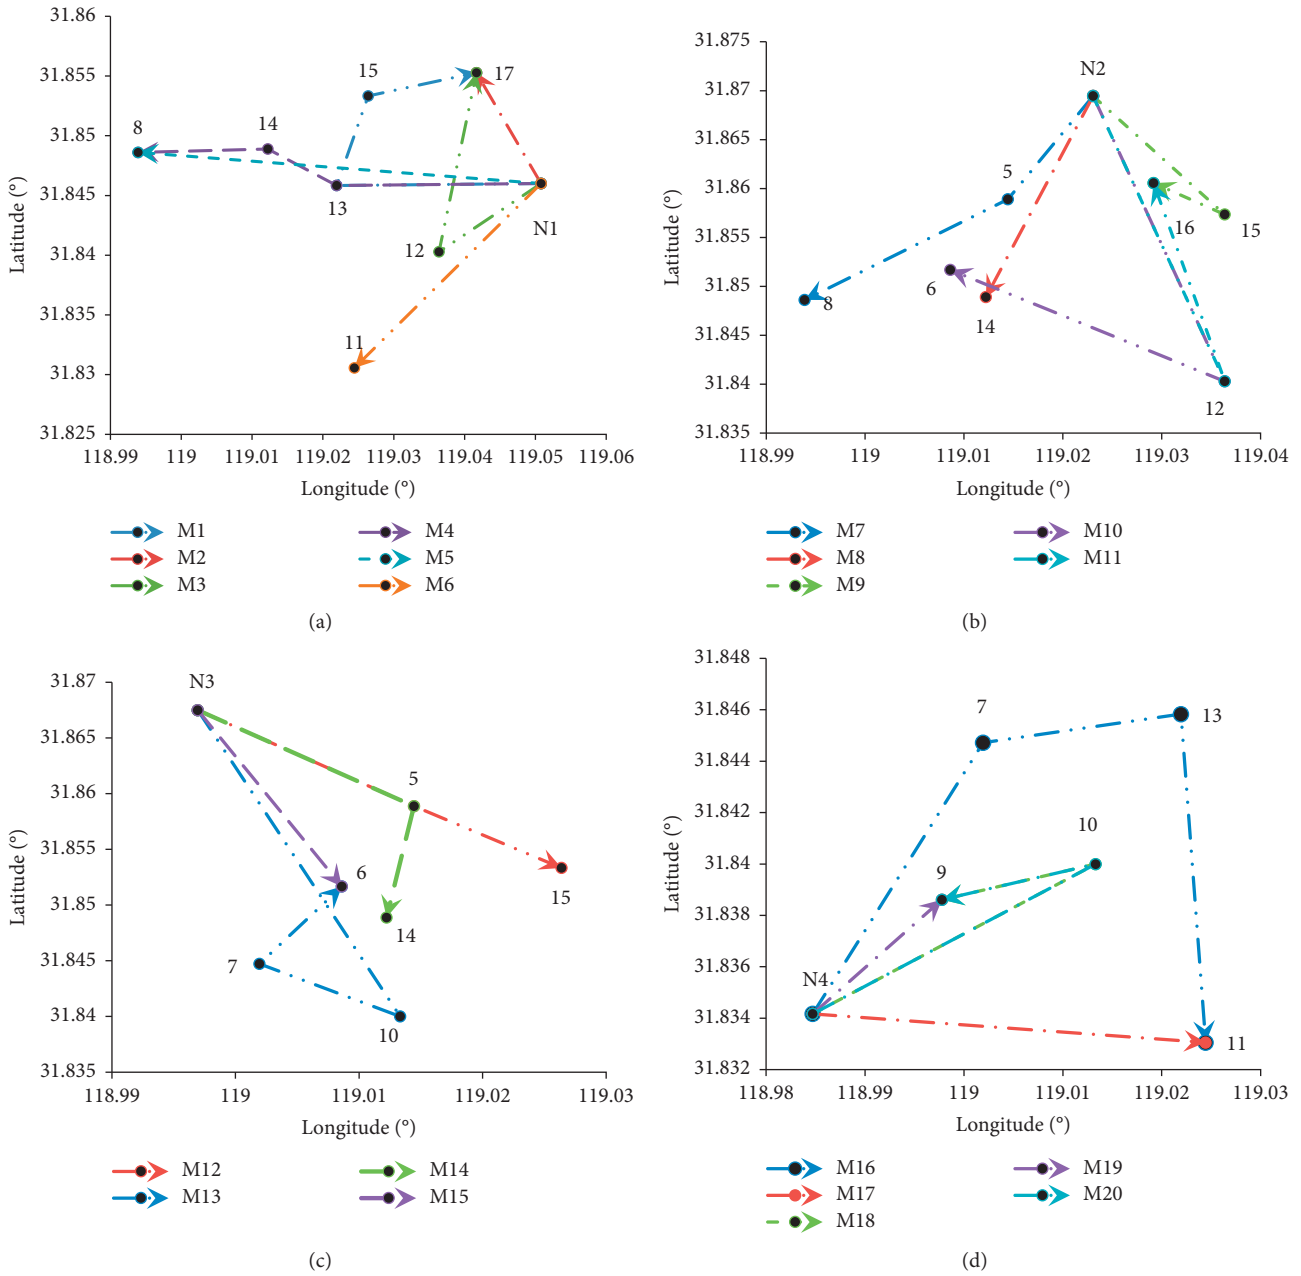 31.86
31.855
31.85
31.845
31.84
31.835
31.83
31.825
Latitude (°)
118.99 119 119.01 119.02 119.03 119.04 119.05 119.06
Longitude (°)
8
14
15
17
13
12
N1
11
M1 M4
M2 M5
M3 M6
(a)
31.875
31.87
31.865
31.86
31.855
31.85
31.845
31.84
31.835
Latitude (°)
118.99 119 119.01 119.02 119.03 119.04
Longitude (°)
N2
5
16
15
6
8
14
12
M7 M10
M8 M11
M9
(b)
31.87
31.865
31.86
31.855
31.85
31.845
31.84
31.835
Latitude (°)
118.99 119 119.01 119.02 119.03
Longitude (°)
N3
5
6
15
14
7
10
M12 M14
M13 M15
(c)
31.848
31.846
31.844
31.842
31.84
31.838
31.836
31.834
31.832
Latitude (°)
118.98 118.99 119 119.01 119.02 119.03
Longitude (°)
7
13
10
9
N4
11
M16 M19
M17 M20
M18
(d)